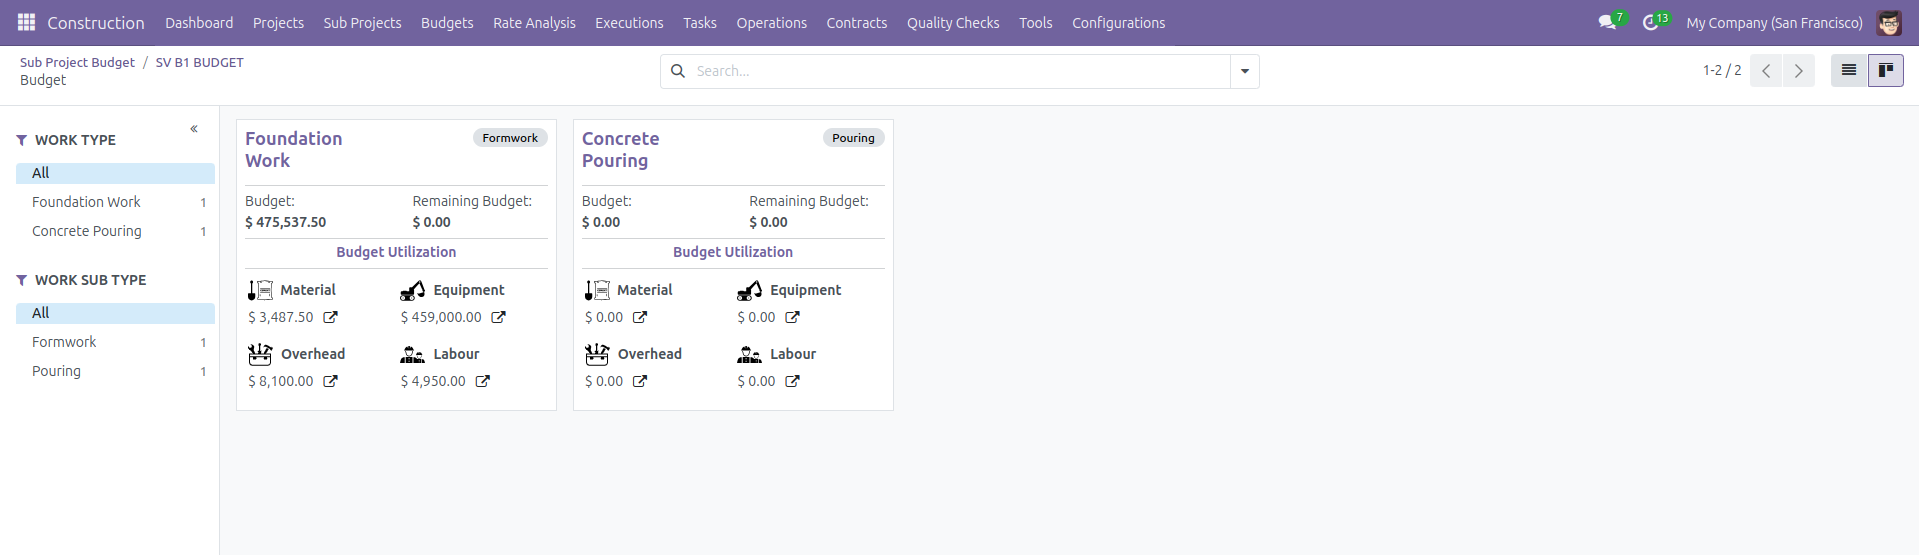 Construction Dashboard Projects Sub Projects Budgets Rate Analysis Executions Tasks Operations Contracts Quality Checks Tools Configurations 7 13 My Company (San Francisco)
Sub Project Budget / SV B1 BUDGET
Budget
Search...
1-2 / 2
WORK TYPE
All
Foundation Work 1
Concrete Pouring 1
WORK SUB TYPE
All
Formwork 1
Pouring 1
Foundation
Work
Formwork
Budget: Remaining Budget:
$ 475,537.50 $ 0.00
Budget Utilization
Material Equipment
$ 3,487.50 $ 459,000.00
Overhead Labour
$ 8,100.00 $ 4,950.00
Concrete
Pouring
Pouring
Budget: Remaining Budget:
$ 0.00 $ 0.00
Budget Utilization
Material Equipment
$ 0.00 $ 0.00
Overhead Labour
$ 0.00 $ 0.00